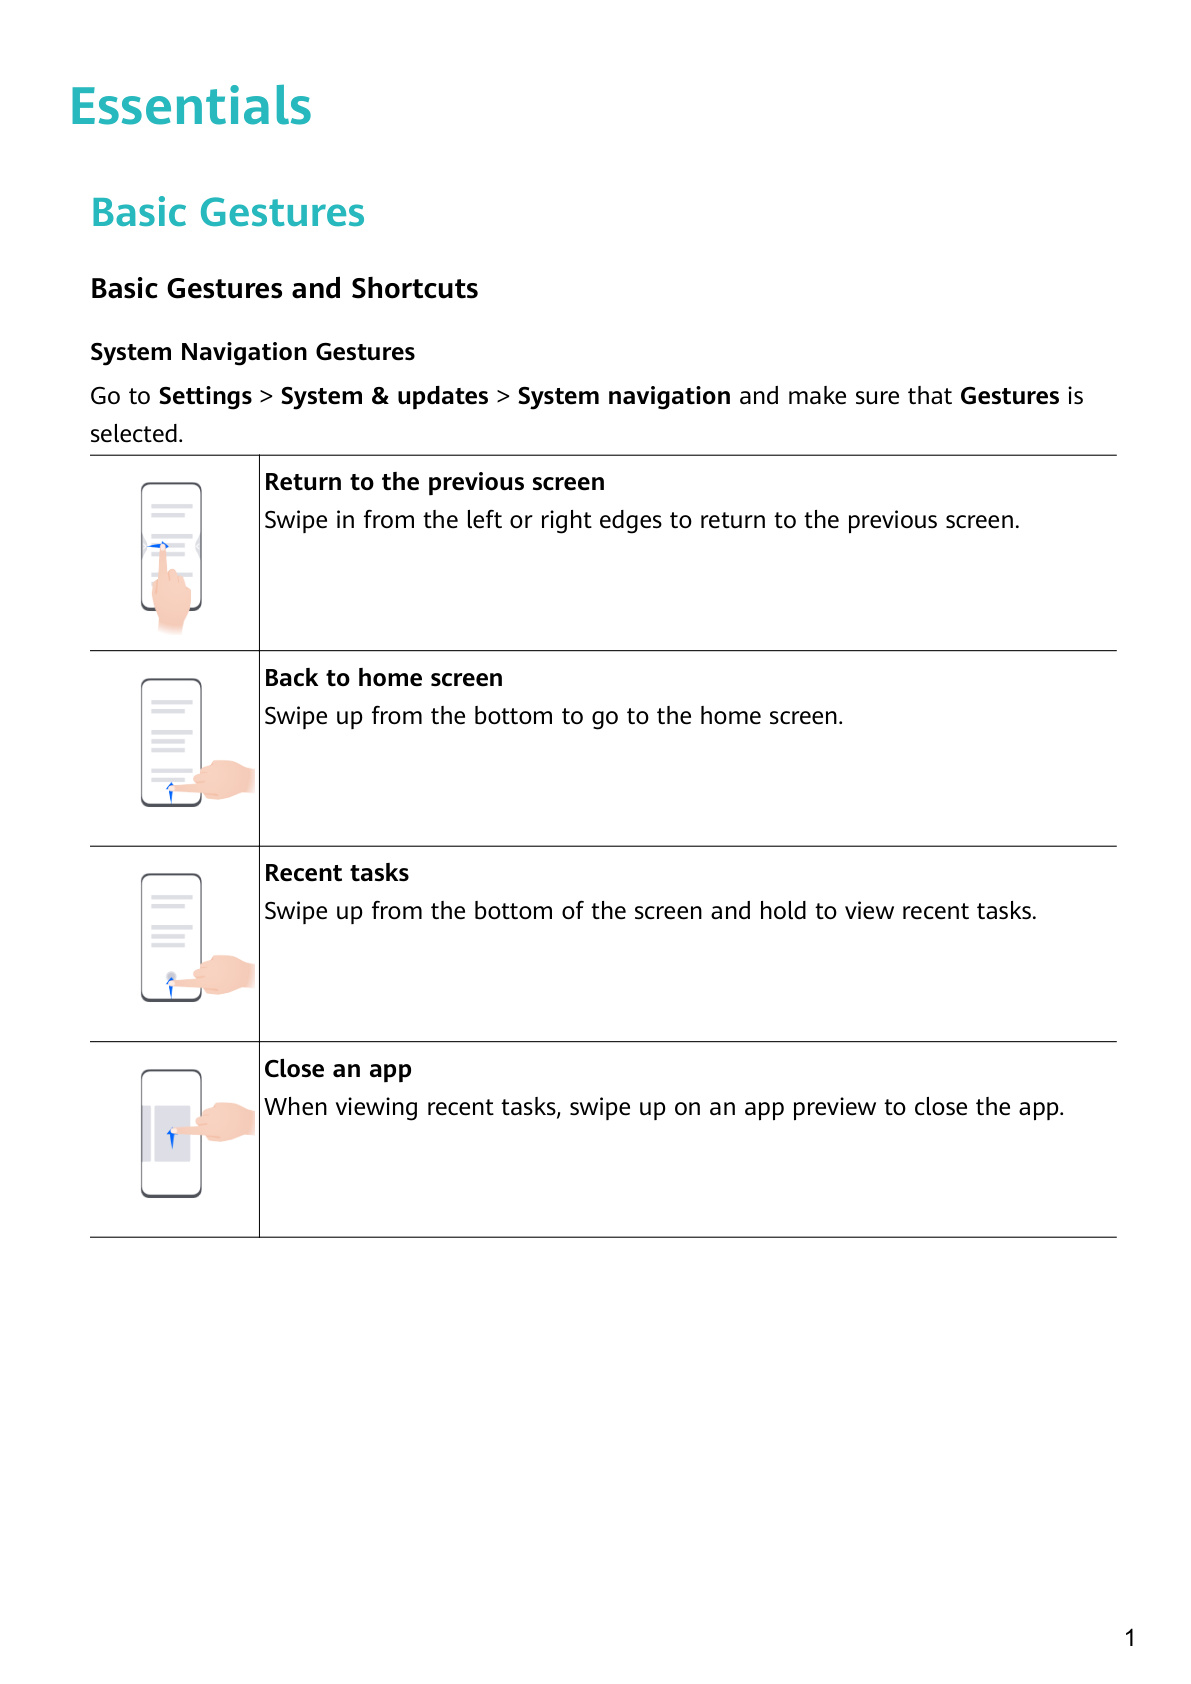 Essentials
Basic Gestures
Basic Gestures and Shortcuts
System Navigation Gestures
Go to Settings > System & updates > System navigation and make sure that Gestures is
selected.
Return to the previous screen
Swipe in from the left or right edges to return to the previous screen.
Back to home screen
Swipe up from the bottom to go to the home screen.
Recent tasks
Swipe up from the bottom of the screen and hold to view recent tasks.
Close an app
When viewing recent tasks, swipe up on an app preview to close the app.
1